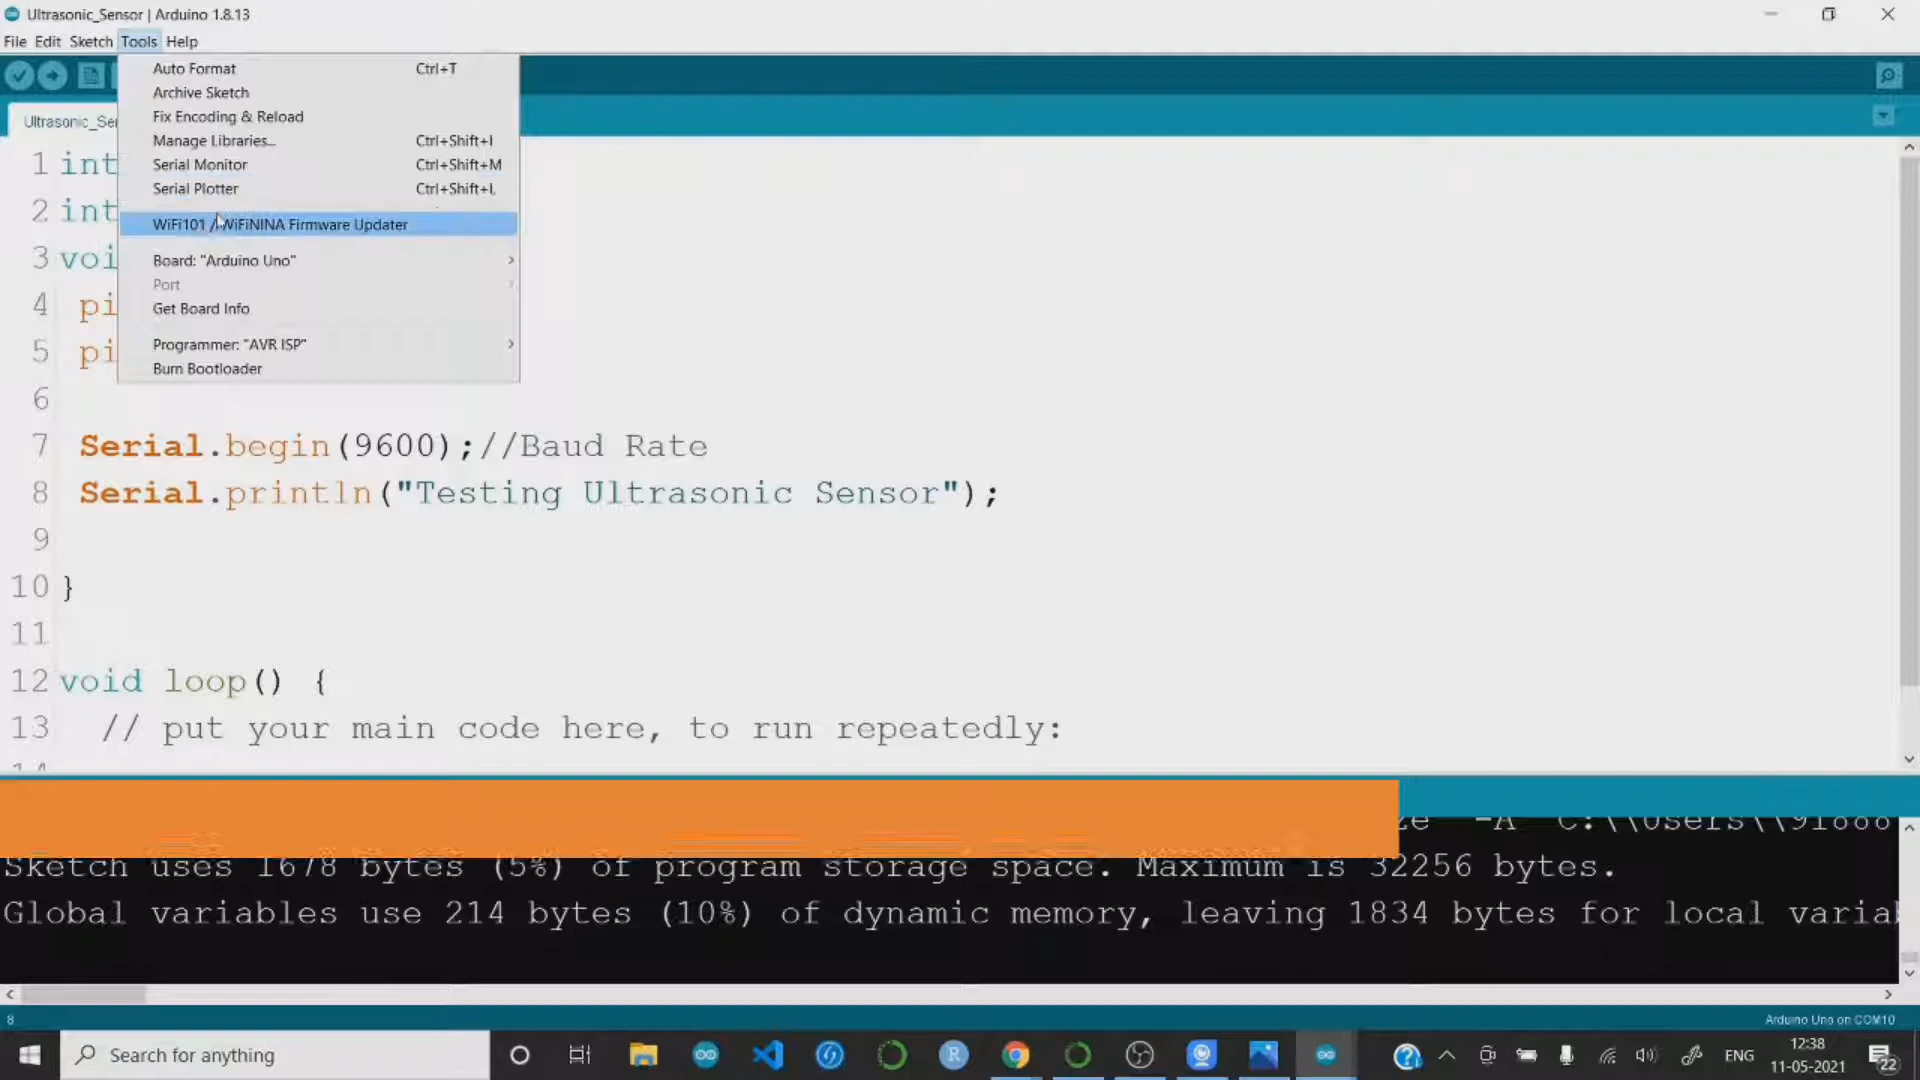 Ultrasonic_Sensor | Arduino 1.8.13
File Edit Sketch Tools Help
Auto Format Ctrl+T
Archive Sketch
Fix Encoding & Reload
Manage Libraries... Ctrl+Shift+I
Serial Monitor Ctrl+Shift+M
Serial Plotter Ctrl+Shift+L
WiFi101 / WiFiNINA Firmware Updater
Board: "Arduino Uno"
Port
Get Board Info
Programmer: "AVR ISP"
Burn Bootloader
Ultrasonic_Se
1 int
2 int
3 voi
4 pi
5 pi
6
7 Serial.begin(9600);//Baud Rate
8 Serial.println("Testing Ultrasonic Sensor");
9
10 }
11
12 void loop() {
13 // put your main code here, to run repeatedly:
14
-A C:\\Users\\91888
Sketch uses 1678 bytes (5%) of program storage space. Maximum is 32256 bytes.
Global variables use 214 bytes (10%) of dynamic memory, leaving 1834 bytes for local varia
8
Arduino Uno on COM10
Search for anything
ENG
12:38
11-05-2021
22